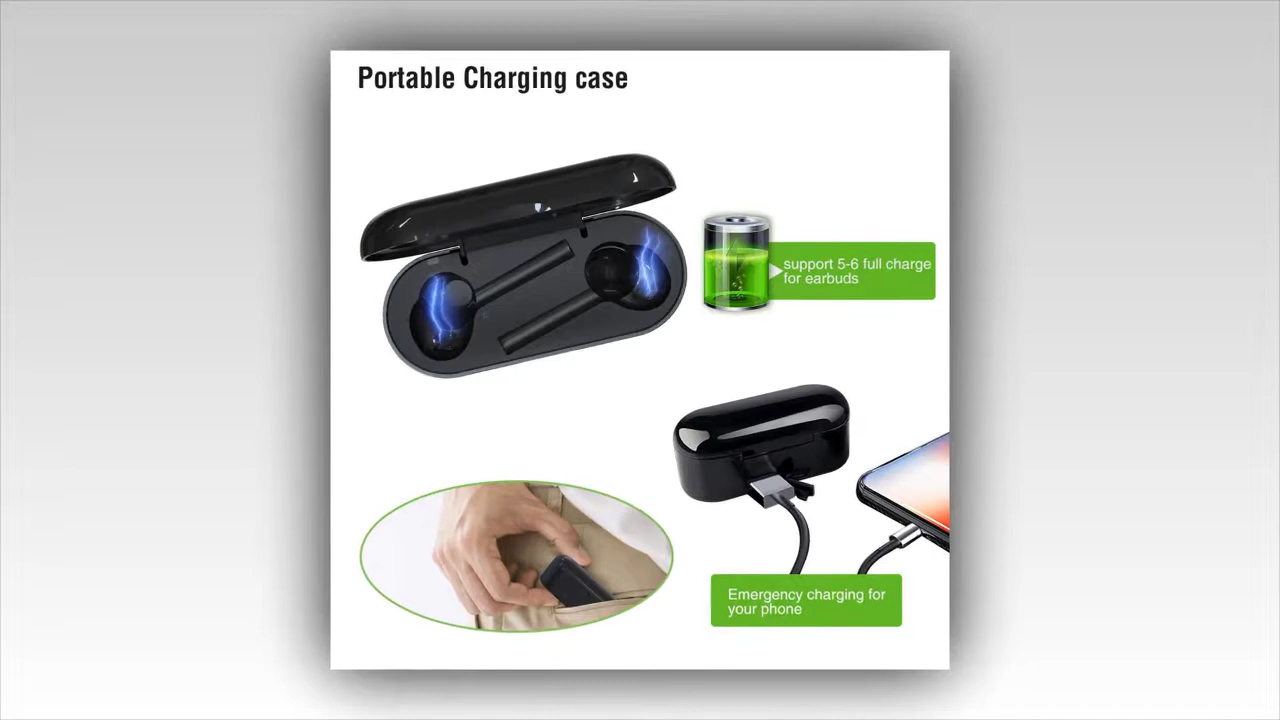 Portable Charging case
support 5-6 full charge
for earbuds
Emergency charging for
your phone